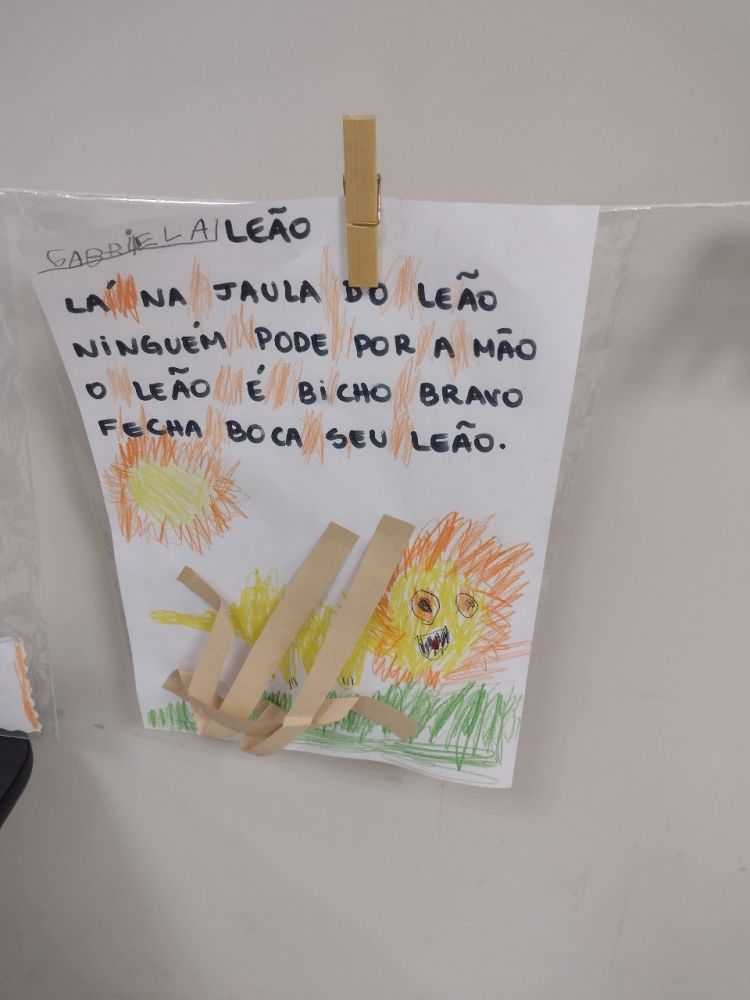 GABRIELA LEÃO
LÁ NA JAULA DO LEÃO
NINGUÉM PODE POR A MÃO
O LEÃO É BICHO BRAVO
FECHA BOCA SEU LEÃO.